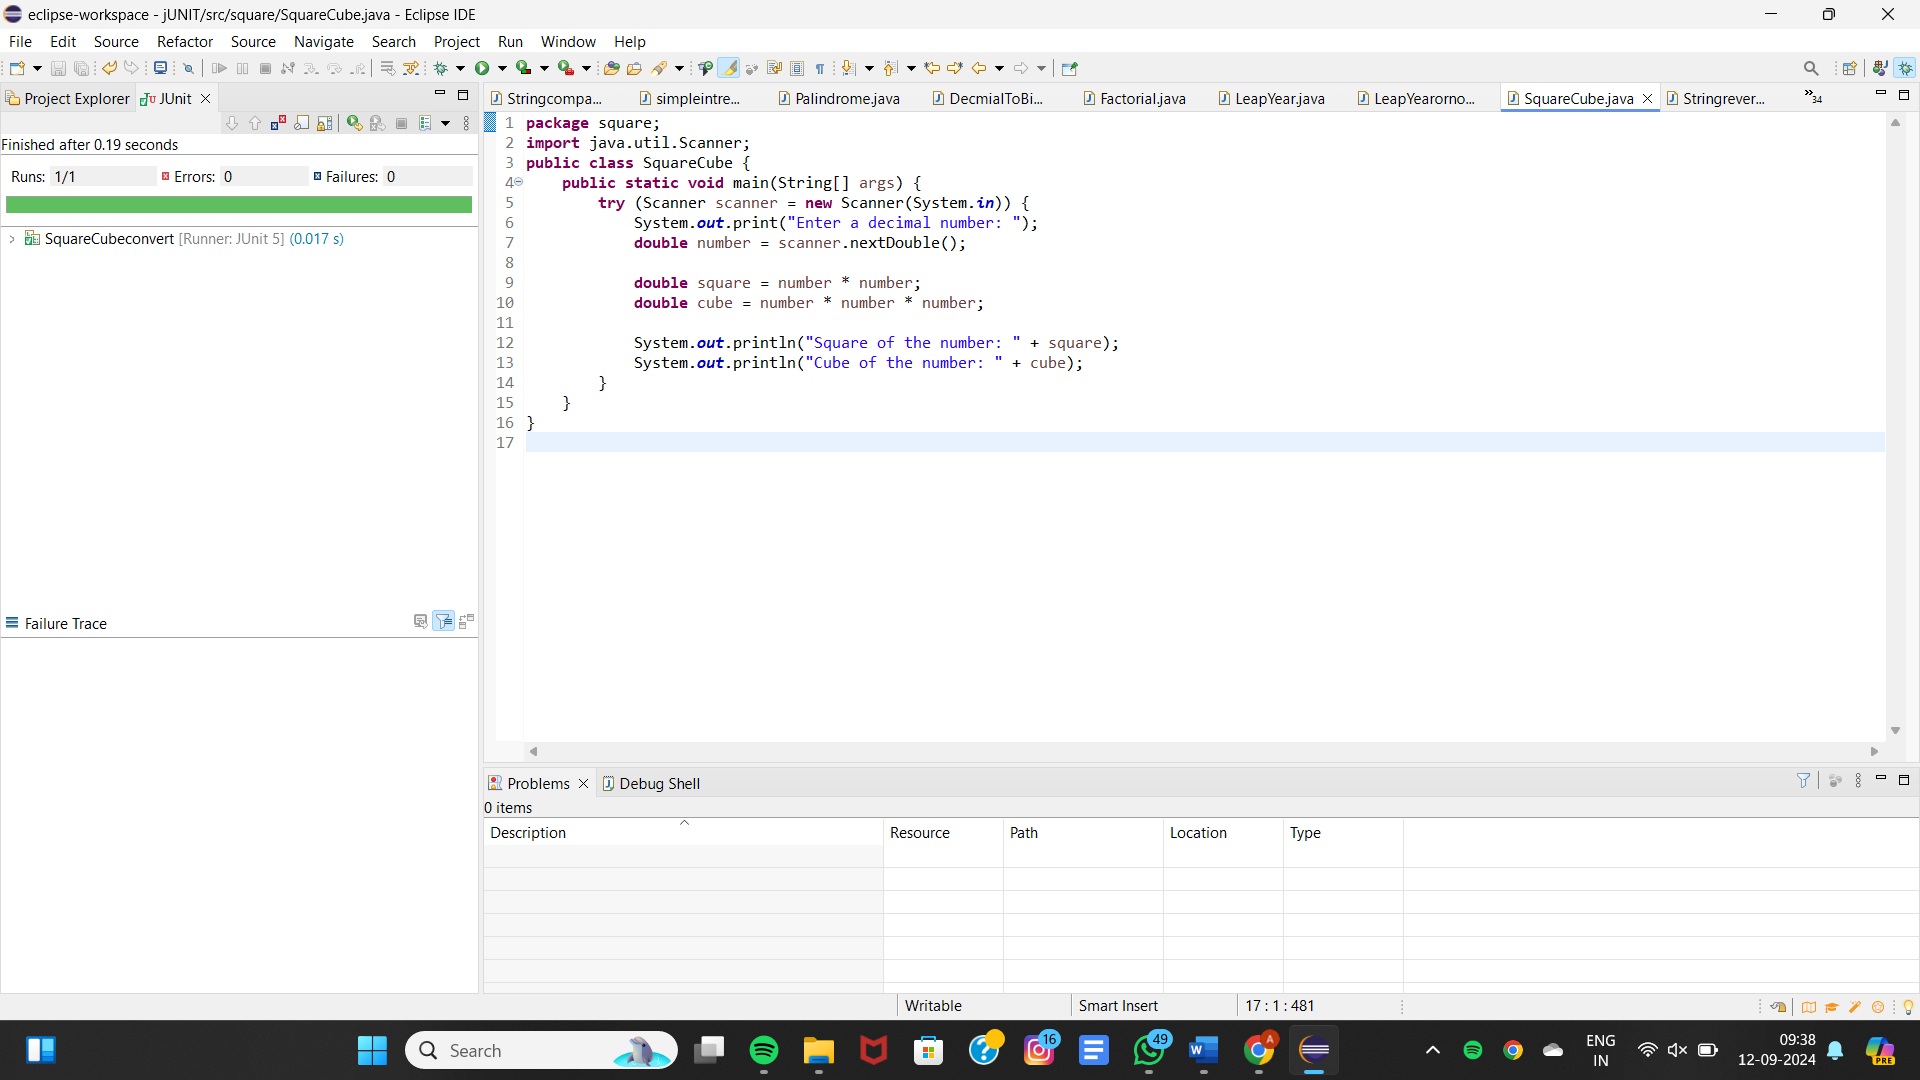 eclipse-workspace - jUNIT/src/square/SquareCube.java - Eclipse IDE
File Edit Source Refactor Source Navigate Search Project Run Window Help
Project Explorer JUnit
Finished after 0.19 seconds
Runs: 1/1 Errors: 0 Failures: 0
SquareCubeconvert [Runner: JUnit 5] (0.017 s)
Failure Trace
Stringcompa... simpleintre... Palindrome.java DecmialToBi... Factorial.java LeapYear.java LeapYearorno... SquareCube.java Stringrever... »34
1 package square;
2 import java.util.Scanner;
3 public class SquareCube {
4 public static void main(String[] args) {
5 try (Scanner scanner = new Scanner(System.in)) {
6 System.out.print("Enter a decimal number: ");
7 double number = scanner.nextDouble();
8
9 double square = number * number;
10 double cube = number * number * number;
11
12 System.out.println("Square of the number: " + square);
13 System.out.println("Cube of the number: " + cube);
14 }
15 }
16 }
17
Problems Debug Shell
0 items
Description Resource Path Location Type
Writable Smart Insert 17 : 1 : 481
Search
16
49
A
W
ENG
IN
09:38
12-09-2024
PRE